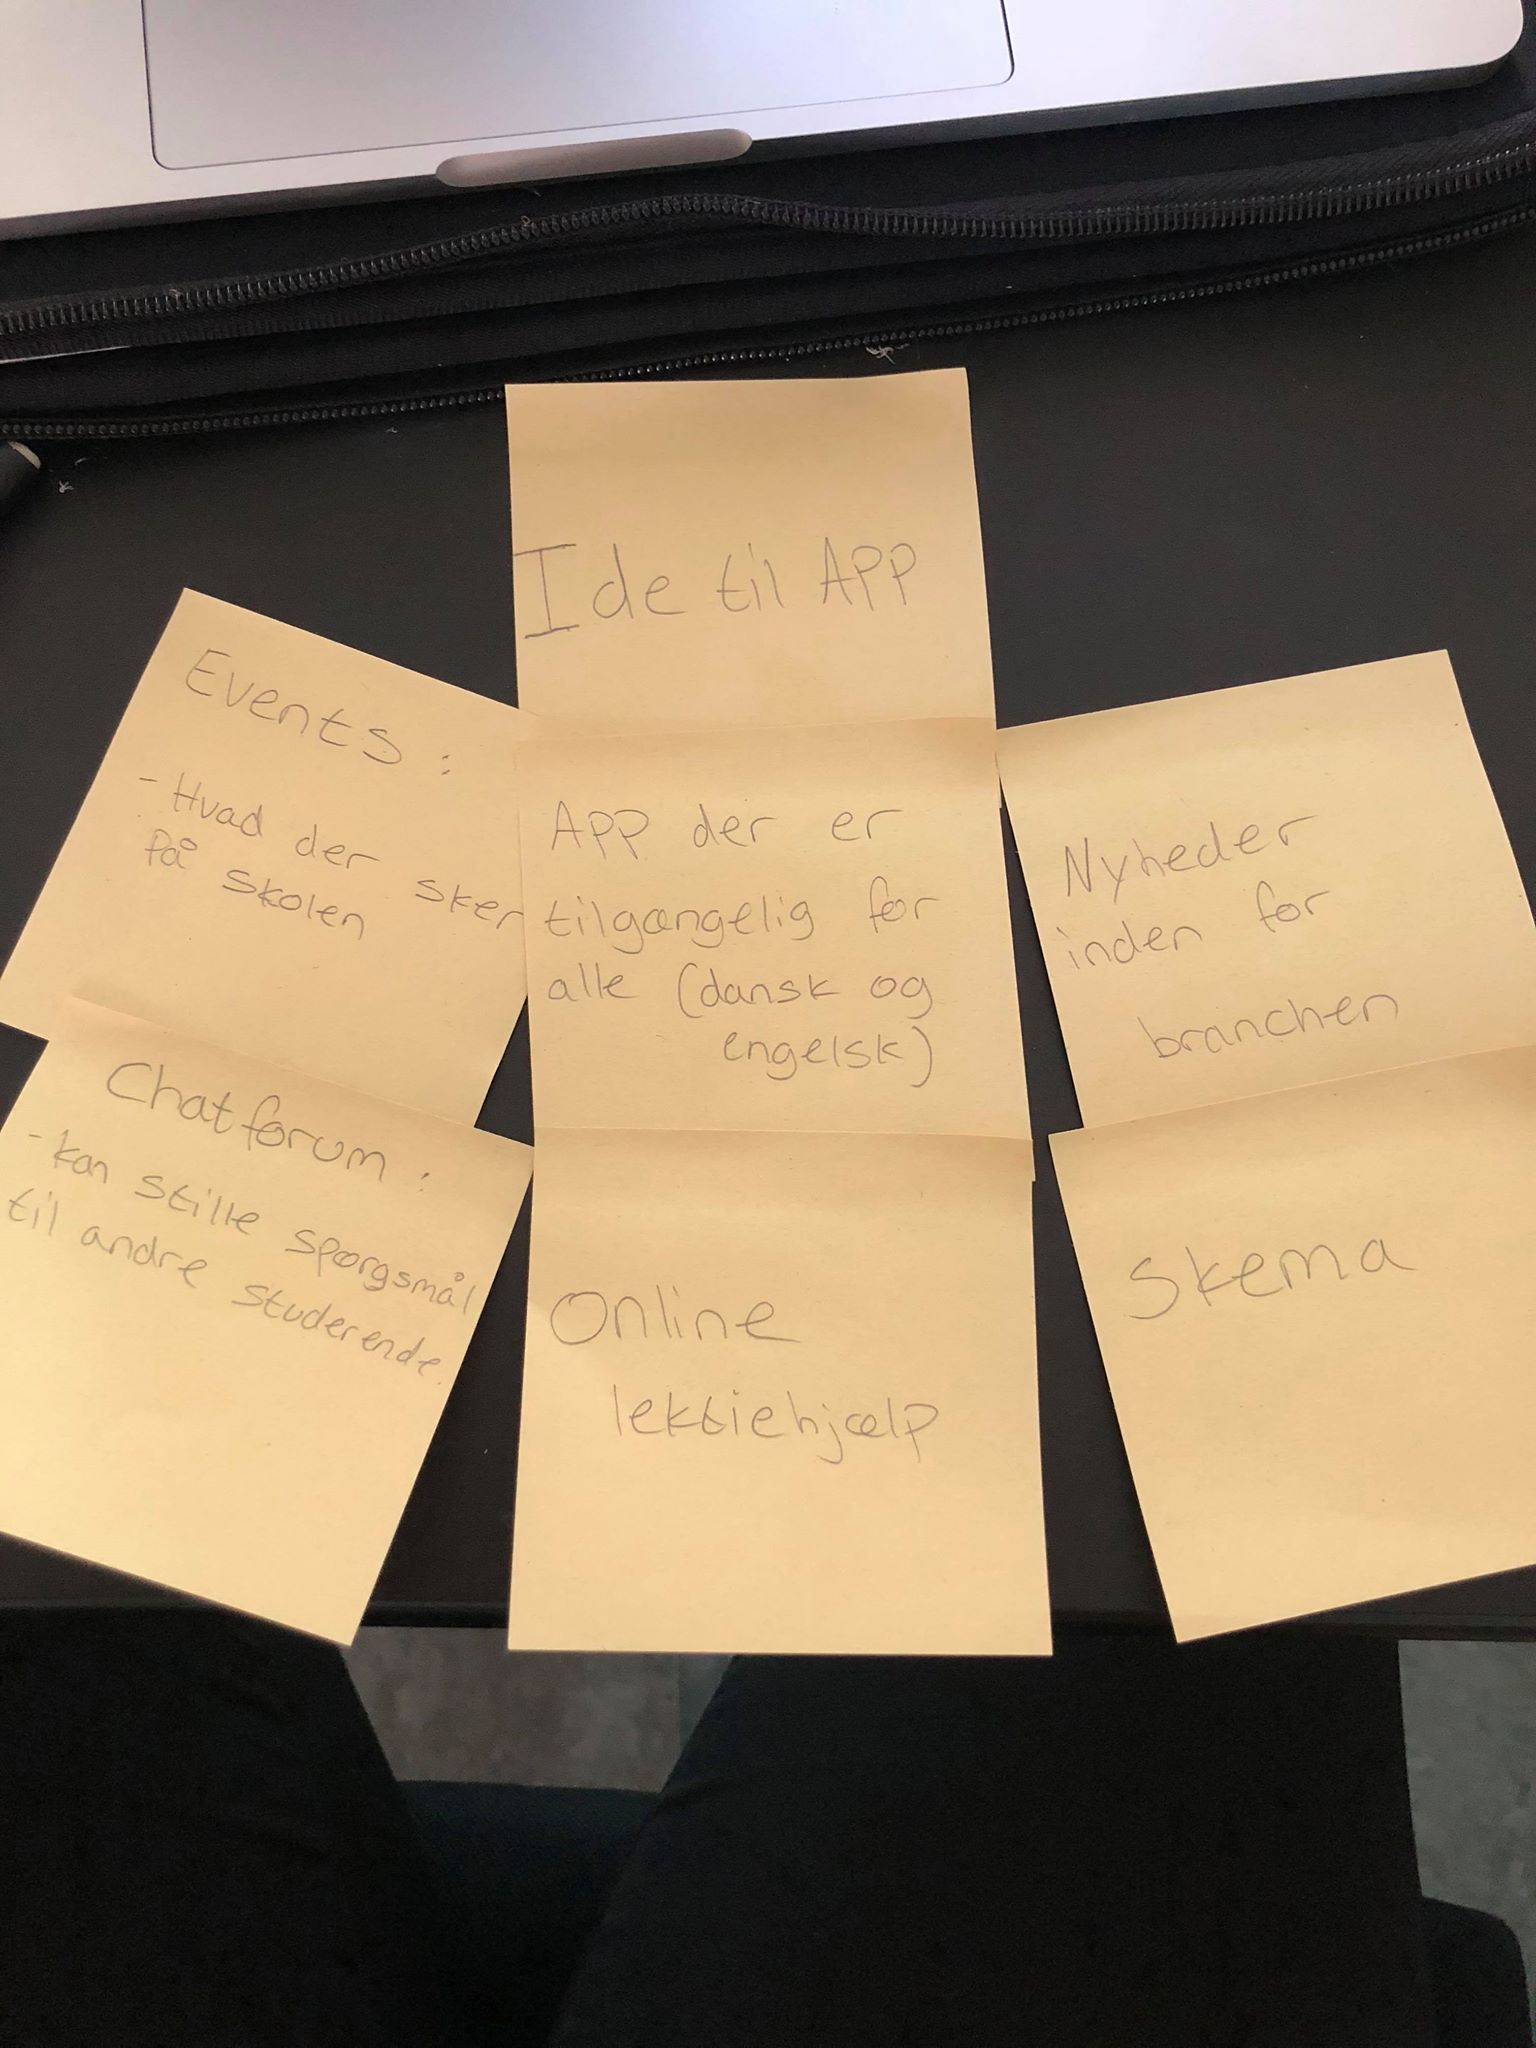 Ide til APP
Events :
- Hvad der sker
På skolen
APP der er
tilgængelig for
alle (dansk og
engelsk)
Nyheder
inden for
branchen
Chatforum :
- kan stille spørgsmål
til andre studerende.
Online
lektiehjælp
Skema